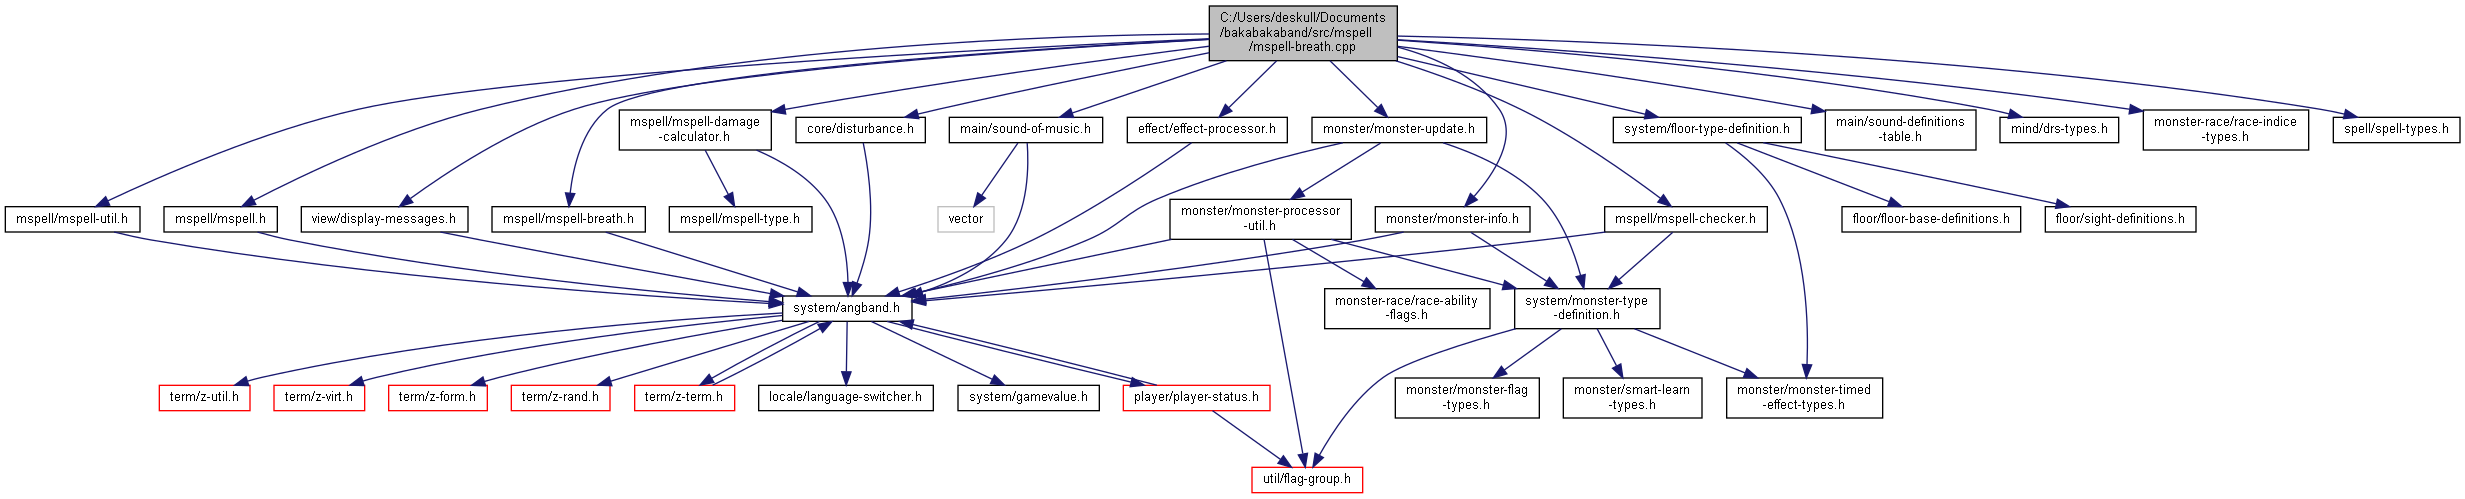 C:/Users/deskull/Documents
/bakabakaband/src/mspell
/mspell-breath.cpp
mspell/mspell-damage
-calculator.h
core/disturbance.h
main/sound-of-music.h
effect/effect-processor.h
monster/monster-update.h
system/floor-type-definition.h
main/sound-definitions
-table.h
mind/drs-types.h
monster-race/race-indice
-types.h
spell/spell-types.h
mspell/mspell-util.h
mspell/mspell.h
view/display-messages.h
mspell/mspell-breath.h
mspell/mspell-type.h
vector
monster/monster-processor
-util.h
monster/monster-info.h
mspell/mspell-checker.h
floor/floor-base-definitions.h
floor/sight-definitions.h
system/angband.h
monster-race/race-ability
-flags.h
system/monster-type
-definition.h
term/z-util.h
term/z-virt.h
term/z-form.h
term/z-rand.h
term/z-term.h
locale/language-switcher.h
system/gamevalue.h
player/player-status.h
monster/monster-flag
-types.h
monster/smart-learn
-types.h
monster/monster-timed
-effect-types.h
util/flag-group.h